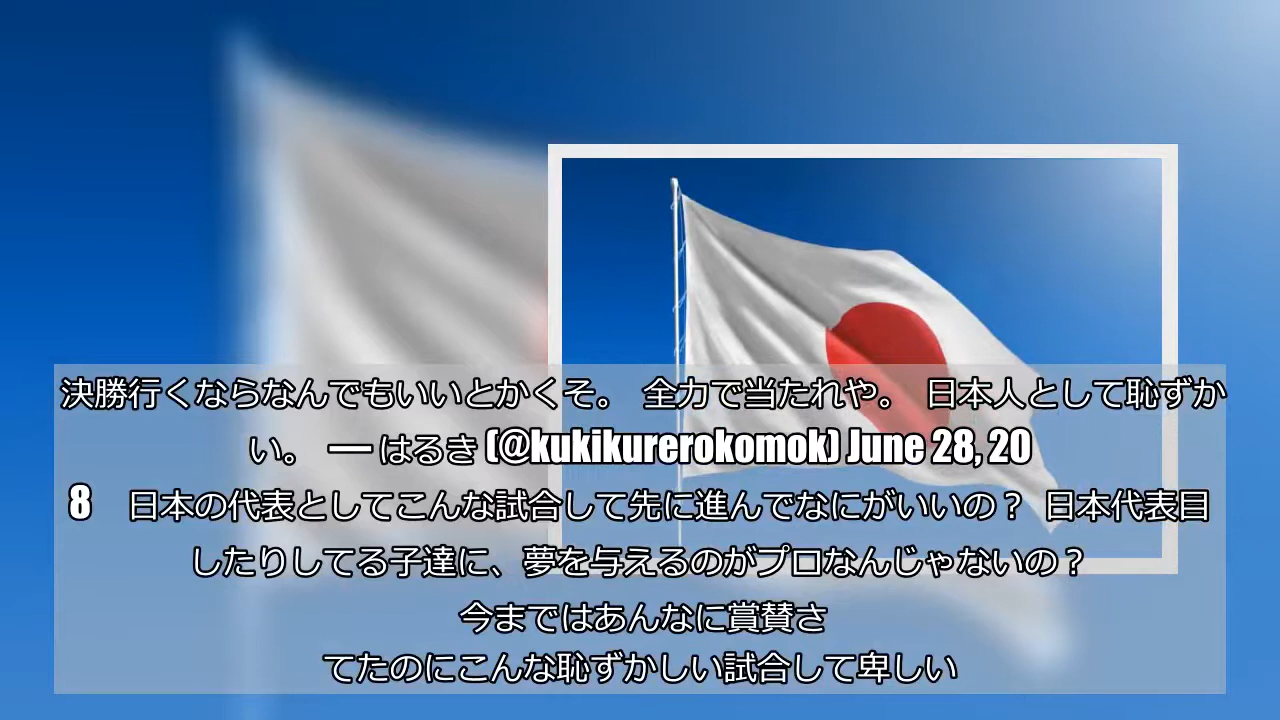 決勝行くならなんでもいいとかくそ。 全力で当たれや。 日本人として恥ずか
い。 — はるき (@kukikurerokomok) June 28, 20
8 日本の代表としてこんな試合して先に進んでなにがいいの？ 日本代表目
したりしてる子達に、夢を与えるのがプロなんじゃないの？
今まではあんなに賞賛さ
てたのにこんな恥ずかしい試合して卑しい